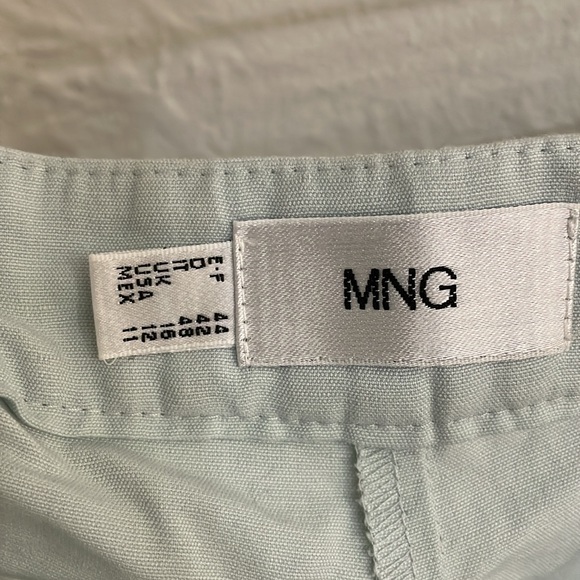 MNG
E-F 44
D 42
IT 48
UK 16
USA 12
MEX 11